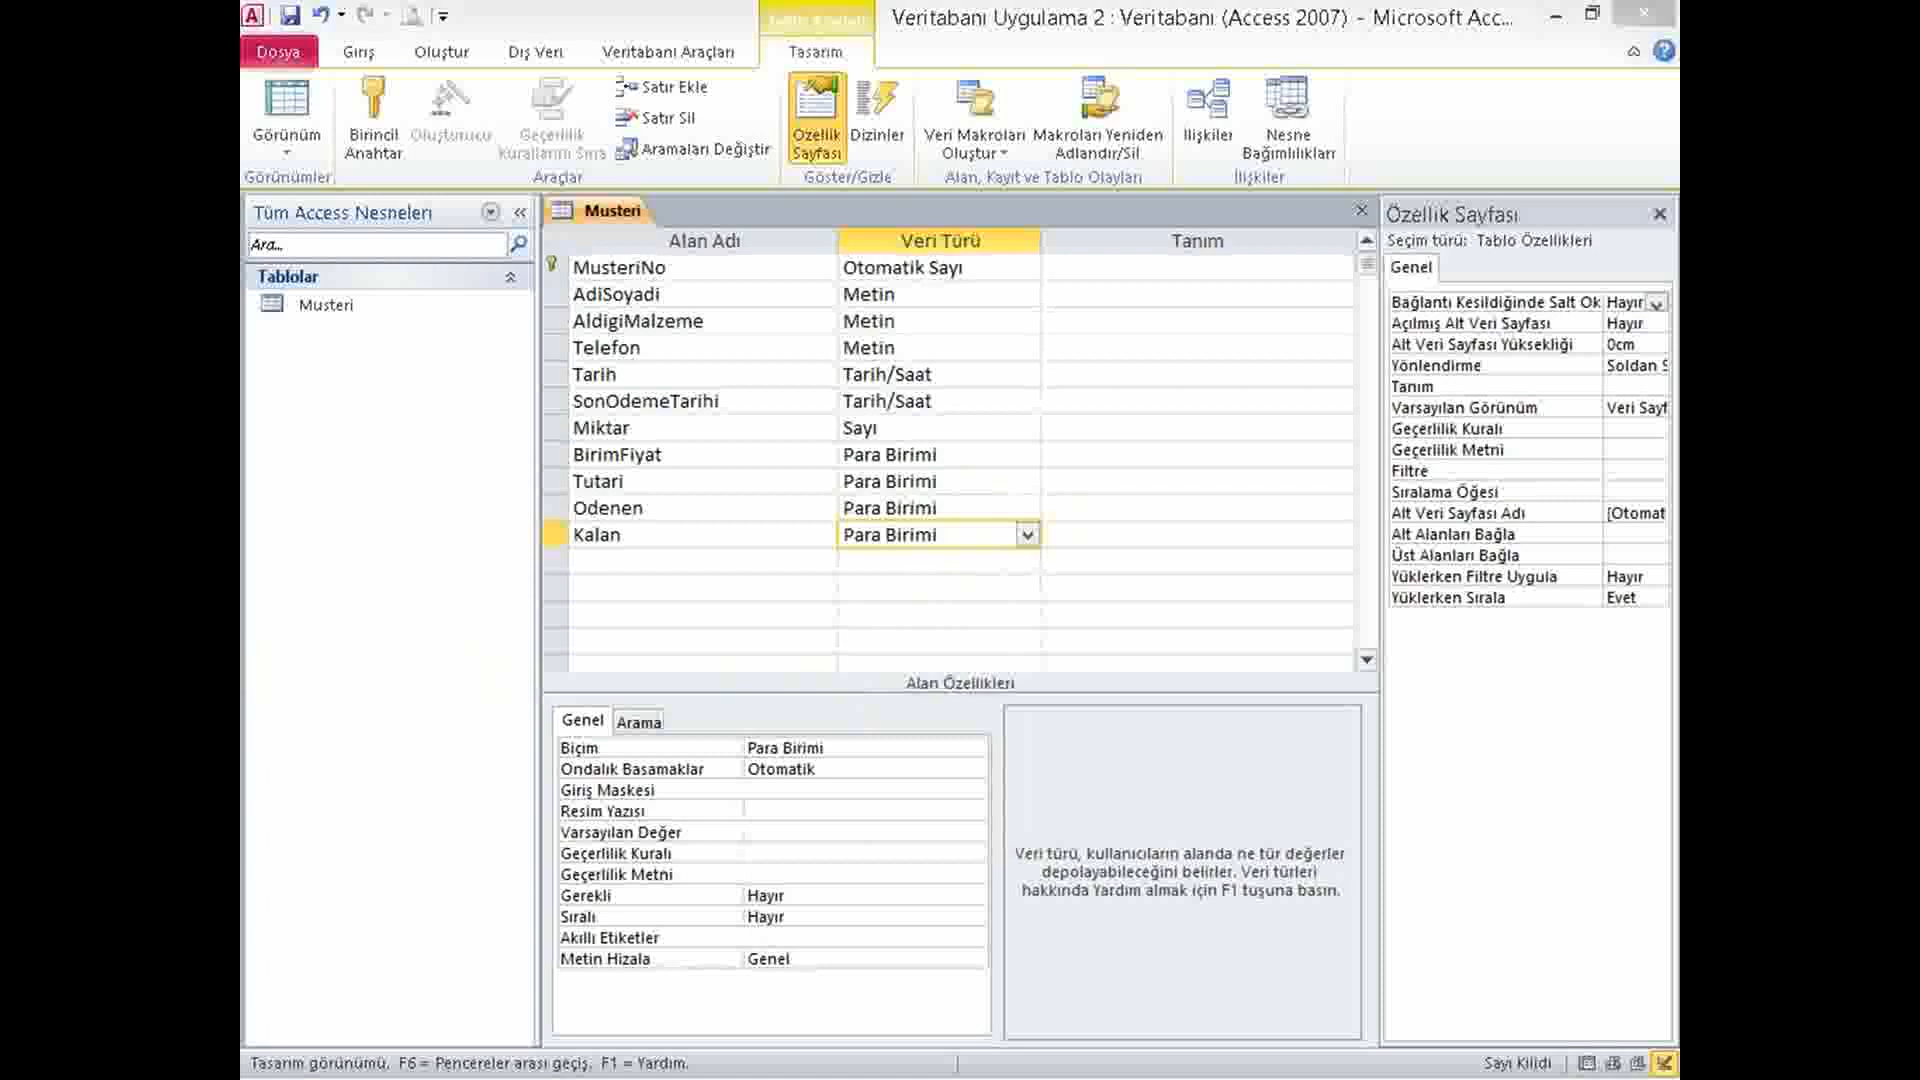 Veritabanı Uygulama 2 : Veritabanı (Access 2007) - Microsoft Acc...
Dosya Giriş Oluştur Dış Veri Veritabanı Araçları Tasarım
Görünüm
Birincil Anahtar
Oluşturucu
Geçerlilik Kurallarını Sına
Satır Ekle
Satır Sil
Aramaları Değiştir
Özellik Sayfası
Dizinler
Veri Makroları Oluştur
Makroları Yeniden Adlandır/Sil
İlişkiler
Nesne Bağımlılıkları
Görünümler Araçlar Göster/Gizle Alan, Kayıt ve Tablo Olayları İlişkiler
Tüm Access Nesneleri
Ara...
Tablolar
Musteri
Musteri
Alan Adı Veri Türü Tanım
MusteriNo Otomatik Sayı
AdiSoyadi Metin
AldigiMalzeme Metin
Telefon Metin
Tarih Tarih/Saat
SonOdemeTarihi Tarih/Saat
Miktar Sayı
BirimFiyat Para Birimi
Tutari Para Birimi
Odenen Para Birimi
Kalan Para Birimi
Alan Özellikleri
Genel Arama
Biçim Para Birimi
Ondalık Basamaklar Otomatik
Giriş Maskesi
Resim Yazısı
Varsayılan Değer
Geçerlilik Kuralı
Geçerlilik Metni
Gerekli Hayır
Sıralı Hayır
Akıllı Etiketler
Metin Hizala Genel
Veri türü, kullanıcıların alanda ne tür değerler
depolayabileceğini belirler. Veri türleri
hakkında Yardım almak için F1 tuşuna basın.
Özellik Sayfası
Seçim türü: Tablo Özellikleri
Genel
Bağlantı Kesildiğinde Salt Ok Hayır
Açılmış Alt Veri Sayfası Hayır
Alt Veri Sayfası Yüksekliği 0cm
Yönlendirme Soldan S
Tanım
Varsayılan Görünüm Veri Sayf
Geçerlilik Kuralı
Geçerlilik Metni
Filtre
Sıralama Öğesi
Alt Veri Sayfası Adı [Otomat
Alt Alanları Bağla
Üst Alanları Bağla
Yüklerken Filtre Uygula Hayır
Yüklerken Sırala Evet
Tasarım görünümü. F6 = Pencereler arası geçiş. F1 = Yardım.
Sayı Kilidi